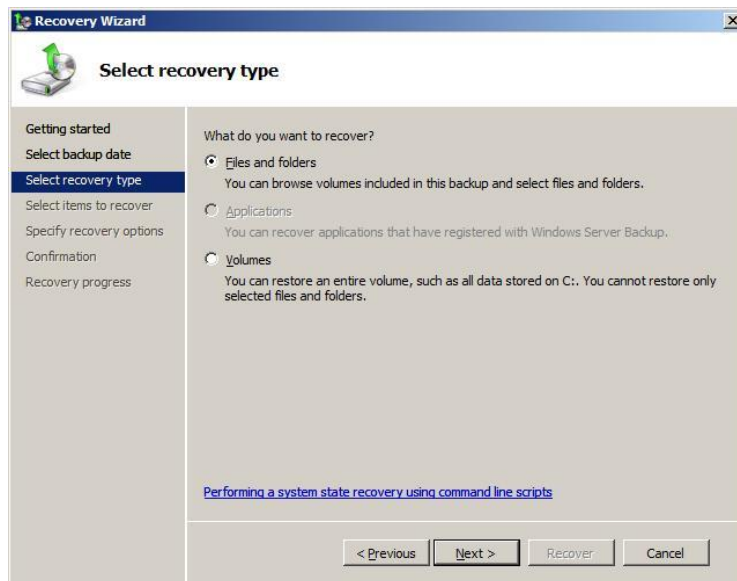 Recovery Wizard
Select recovery type
Getting started
Select backup date
Select recovery type
Select items to recover
Specify recovery options
Confirmation
Recovery progress
What do you want to recover?
Files and folders
You can browse volumes included in this backup and select files and folders.
Applications
You can recover applications that have registered with Windows Server Backup.
Volumes
You can restore an entire volume, such as all data stored on C:. You cannot restore only
selected files and folders.
Performing a system state recovery using command line scripts
< Previous
Next >
Recover
Cancel